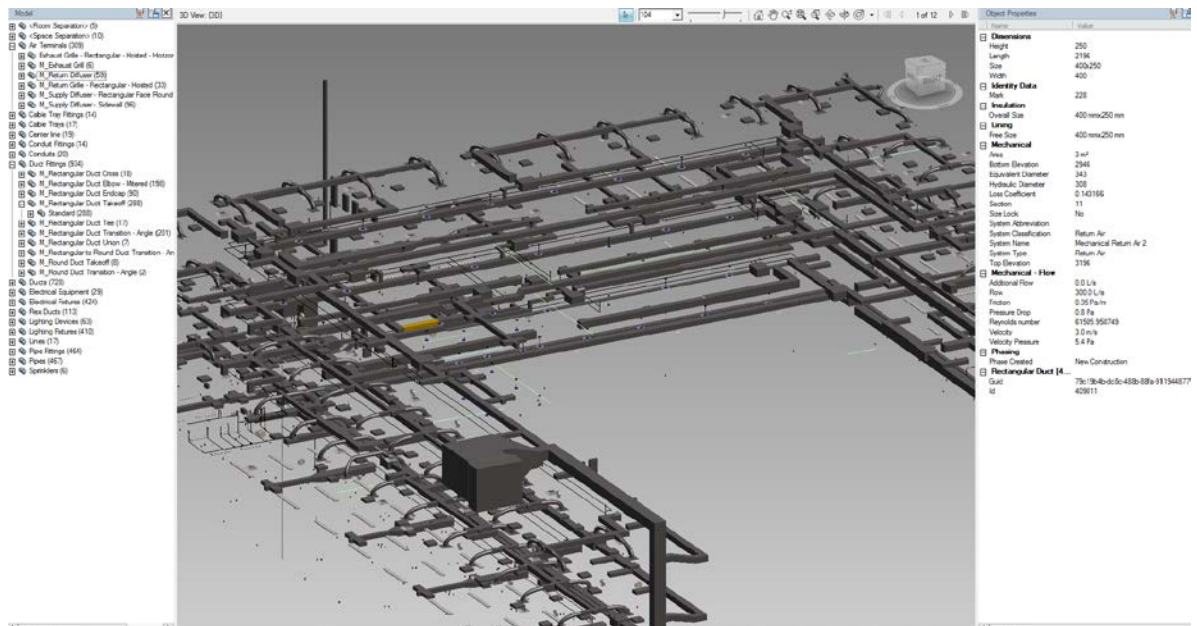 Model
<Room Separation> (5)
<Space Separation> (10)
Air Terminals (309)
Exhaust Grille - Rectangular - Hosted - Motor
M_Exhaust Grill (6)
M_Return Diffuser (59)
M_Return Grille - Rectangular - Hosted (33)
M_Supply Diffuser - Rectangular Face Round
M_Supply Diffuser - Sidewall (96)
Cable Tray Fittings (14)
Cable Trays (17)
Center line (19)
Conduit Fittings (14)
Conduits (20)
Duct Fittings (934)
M_Rectangular Duct Cross (18)
M_Rectangular Duct Elbow - Mitered (198)
M_Rectangular Duct Endcap (90)
M_Rectangular Duct Takeoff (288)
Standard (288)
M_Rectangular Duct Tee (17)
M_Rectangular Duct Transition - Angle (201)
M_Rectangular Duct Union (7)
M_Rectangular to Round Duct Transition - An
M_Round Duct Takeoff (8)
M_Round Duct Transition - Angle (2)
Ducts (728)
Electrical Equipment (29)
Electrical Fixtures (424)
Flex Ducts (113)
Lighting Devices (63)
Lighting Fixtures (410)
Lines (17)
Pipe Fittings (464)
Pipes (467)
Sprinklers (6)
3D View: {3D}
104
1 of 12
Object Properties
Name Value
Dimensions
Height 250
Length 2196
Size 400x250
Width 400
Identity Data
Mark 228
Insulation
Overall Size 400 mmx250 mm
Lining
Free Size 400 mmx250 mm
Mechanical
Area 3 m²
Bottom Elevation 2946
Equivalent Diameter 343
Hydraulic Diameter 308
Loss Coefficient 0.143166
Section 11
Size Lock No
System Abbreviation
System Classification Return Air
System Name Mechanical Return Air 2
System Type Return Air
Top Elevation 3196
Mechanical - Flow
Additional Flow 0.0 L/s
Flow 300.0 L/s
Friction 0.35 Pa/m
Pressure Drop 0.8 Pa
Reynolds number 61505.950749
Velocity 3.0 m/s
Velocity Pressure 5.4 Pa
Phasing
Phase Created New Construction
Rectangular Duct [4...
Guid
Id 409811